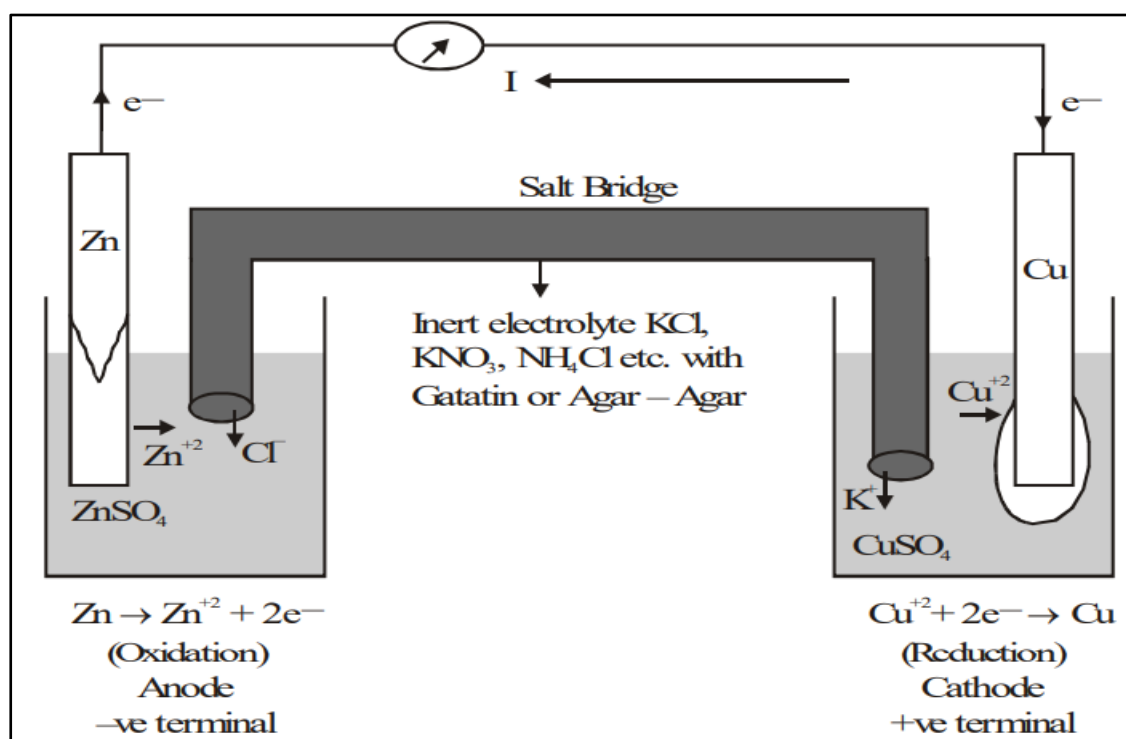 I
e—
e—
Salt Bridge
Zn
Cu
Inert electrolyte KCl,
KNO₃, NH₄Cl etc. with
Gatatin or Agar – Agar
Zn⁺²
Cl⁻
Cu⁺²
K⁺
ZnSO₄
CuSO₄
Zn → Zn⁺² + 2e—
(Oxidation)
Anode
–ve terminal
Cu⁺² + 2e— → Cu
(Reduction)
Cathode
+ve terminal